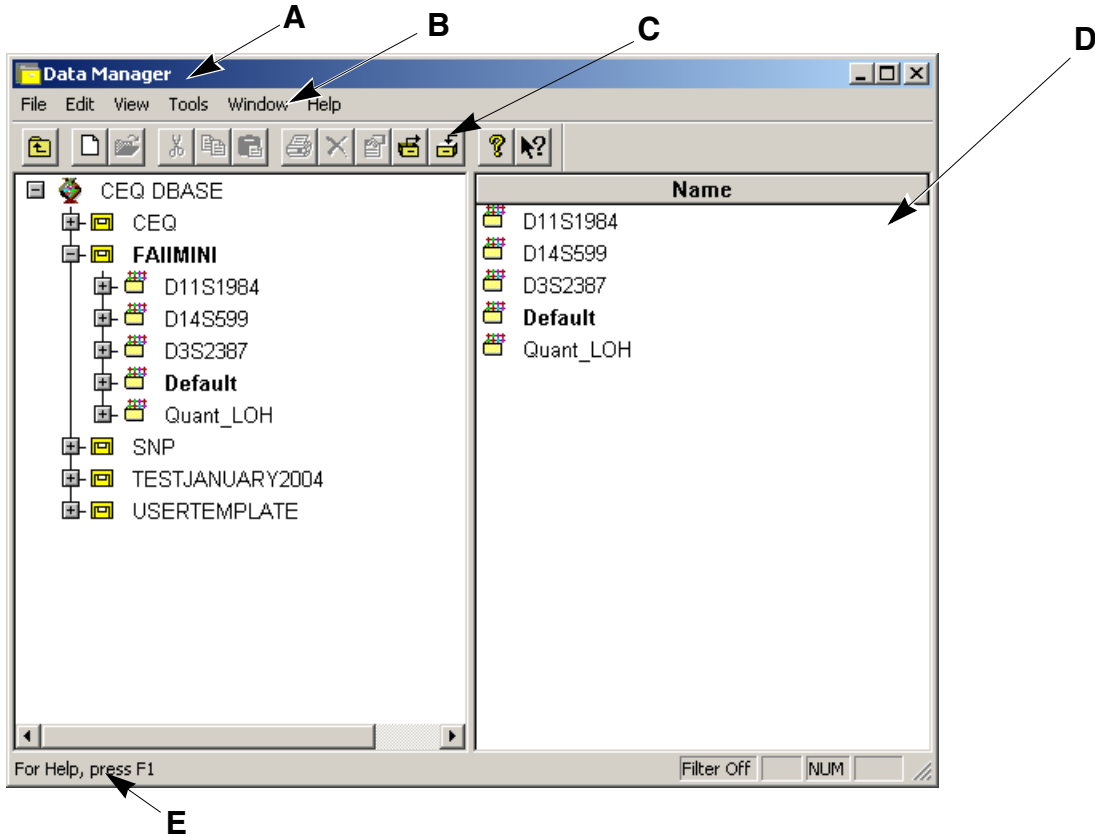 A
B
C
D
Data Manager
File Edit View Tools Window Help
CEQ DBASE
CEQ
FAIIMINI
D11S1984
D14S599
D3S2387
Default
Quant_LOH
SNP
TESTJANUARY2004
USERTEMPLATE
Name
D11S1984
D14S599
D3S2387
Default
Quant_LOH
For Help, press F1
Filter Off NUM
E